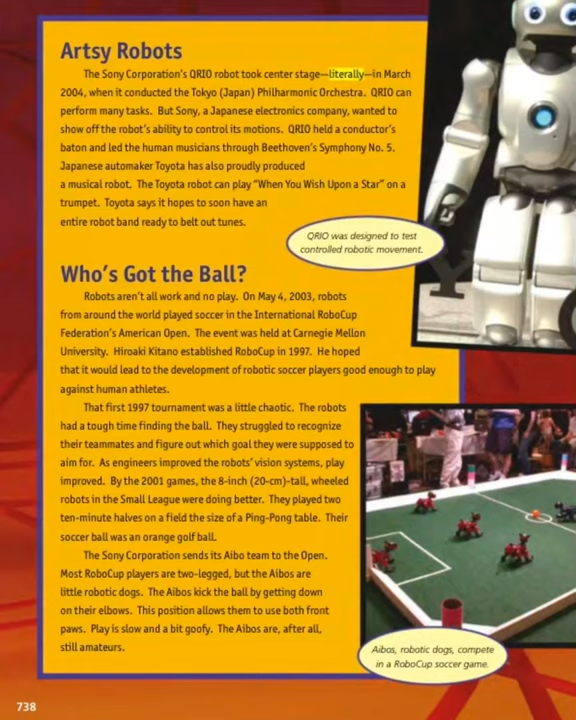 Artsy Robots
The Sony Corporation's QRIO robot took center stage—literally—in March
2004, when it conducted the Tokyo (Japan) Philharmonic Orchestra. QRIO can
perform many tasks. But Sony, a Japanese electronics company, wanted to
show off the robot's ability to control its motions. QRIO held a conductor's
baton and led the human musicians through Beethoven's Symphony No. 5.
Japanese automaker Toyota has also proudly produced
a musical robot. The Toyota robot can play "When You Wish Upon a Star" on a
trumpet. Toyota says it hopes to soon have an
entire robot band ready to belt out tunes.
QRIO was designed to test
controlled robotic movement.
Who's Got the Ball?
Robots aren't all work and no play. On May 4, 2003, robots
from around the world played soccer in the International RoboCup
Federation's American Open. The event was held at Carnegie Mellon
University. Hiroaki Kitano established RoboCup in 1997. He hoped
that it would lead to the development of robotic soccer players good enough to play
against human athletes.
That first 1997 tournament was a little chaotic. The robots
had a tough time finding the ball. They struggled to recognize
their teammates and figure out which goal they were supposed to
aim for. As engineers improved the robots' vision systems, play
improved. By the 2001 games, the 8-inch (20-cm)-tall, wheeled
robots in the Small League were doing better. They played two
ten-minute halves on a field the size of a Ping-Pong table. Their
soccer ball was an orange golf ball.
The Sony Corporation sends its Aibo team to the Open.
Most RoboCup players are two-legged, but the Aibos are
little robotic dogs. The Aibos kick the ball by getting down
on their elbows. This position allows them to use both front
paws. Play is slow and a bit goofy. The Aibos are, after all,
still amateurs.
Aibos, robotic dogs, compete
in a RoboCup soccer game.
738